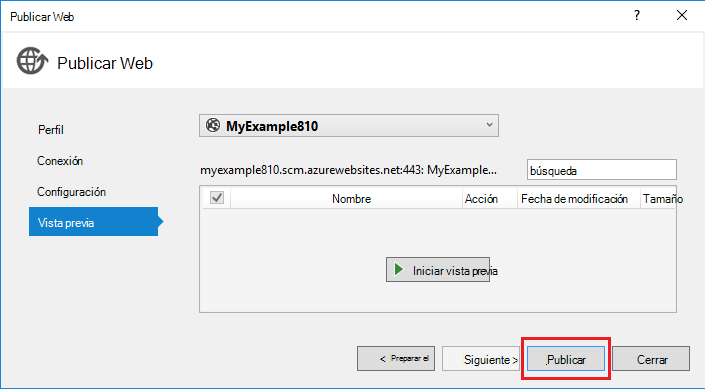 Publicar Web
?
Publicar Web
Perfil
Conexión
Configuración
Vista previa
MyExample810
myexample810.scm.azurewebsites.net:443: MyExample...
búsqueda
Nombre Acción Fecha de modificación Tamaño
Iniciar vista previa
< Preparar el Siguiente > Publicar Cerrar